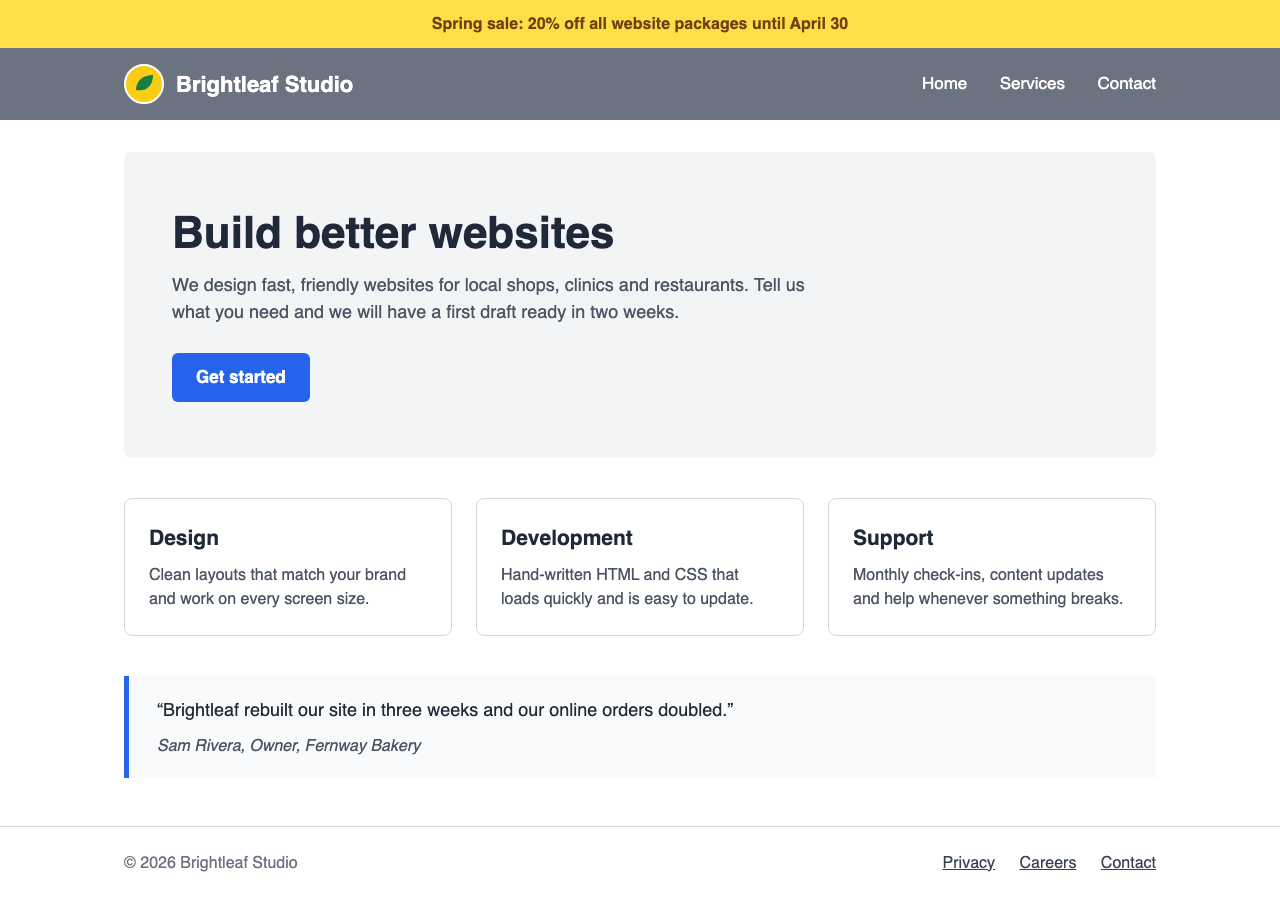 Spring sale: 20% off all website packages until April 30
Brightleaf Studio
Home
Services
Contact
Build better websites
We design fast, friendly websites for local shops, clinics and restaurants. Tell us
what you need and we will have a first draft ready in two weeks.
Get started
Design
Clean layouts that match your brand
and work on every screen size.
Development
Hand-written HTML and CSS that
loads quickly and is easy to update.
Support
Monthly check-ins, content updates
and help whenever something breaks.
“Brightleaf rebuilt our site in three weeks and our online orders doubled.”
Sam Rivera, Owner, Fernway Bakery
© 2026 Brightleaf Studio
Privacy
Careers
Contact